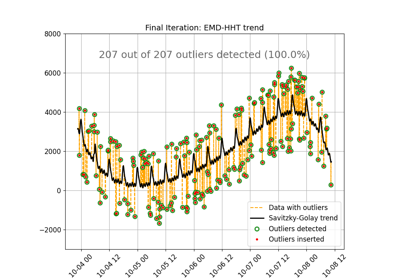 Final Iteration: EMD-HHT trend
207 out of 207 outliers detected (100.0%)
8000
6000
4000
2000
0
−2000
Data with outliers
Savitzky-Golay trend
Outliers detected
Outliers inserted
10-04 00
10-04 12
10-05 00
10-05 12
10-06 00
10-06 12
10-07 00
10-07 12
10-08 00
10-08 12